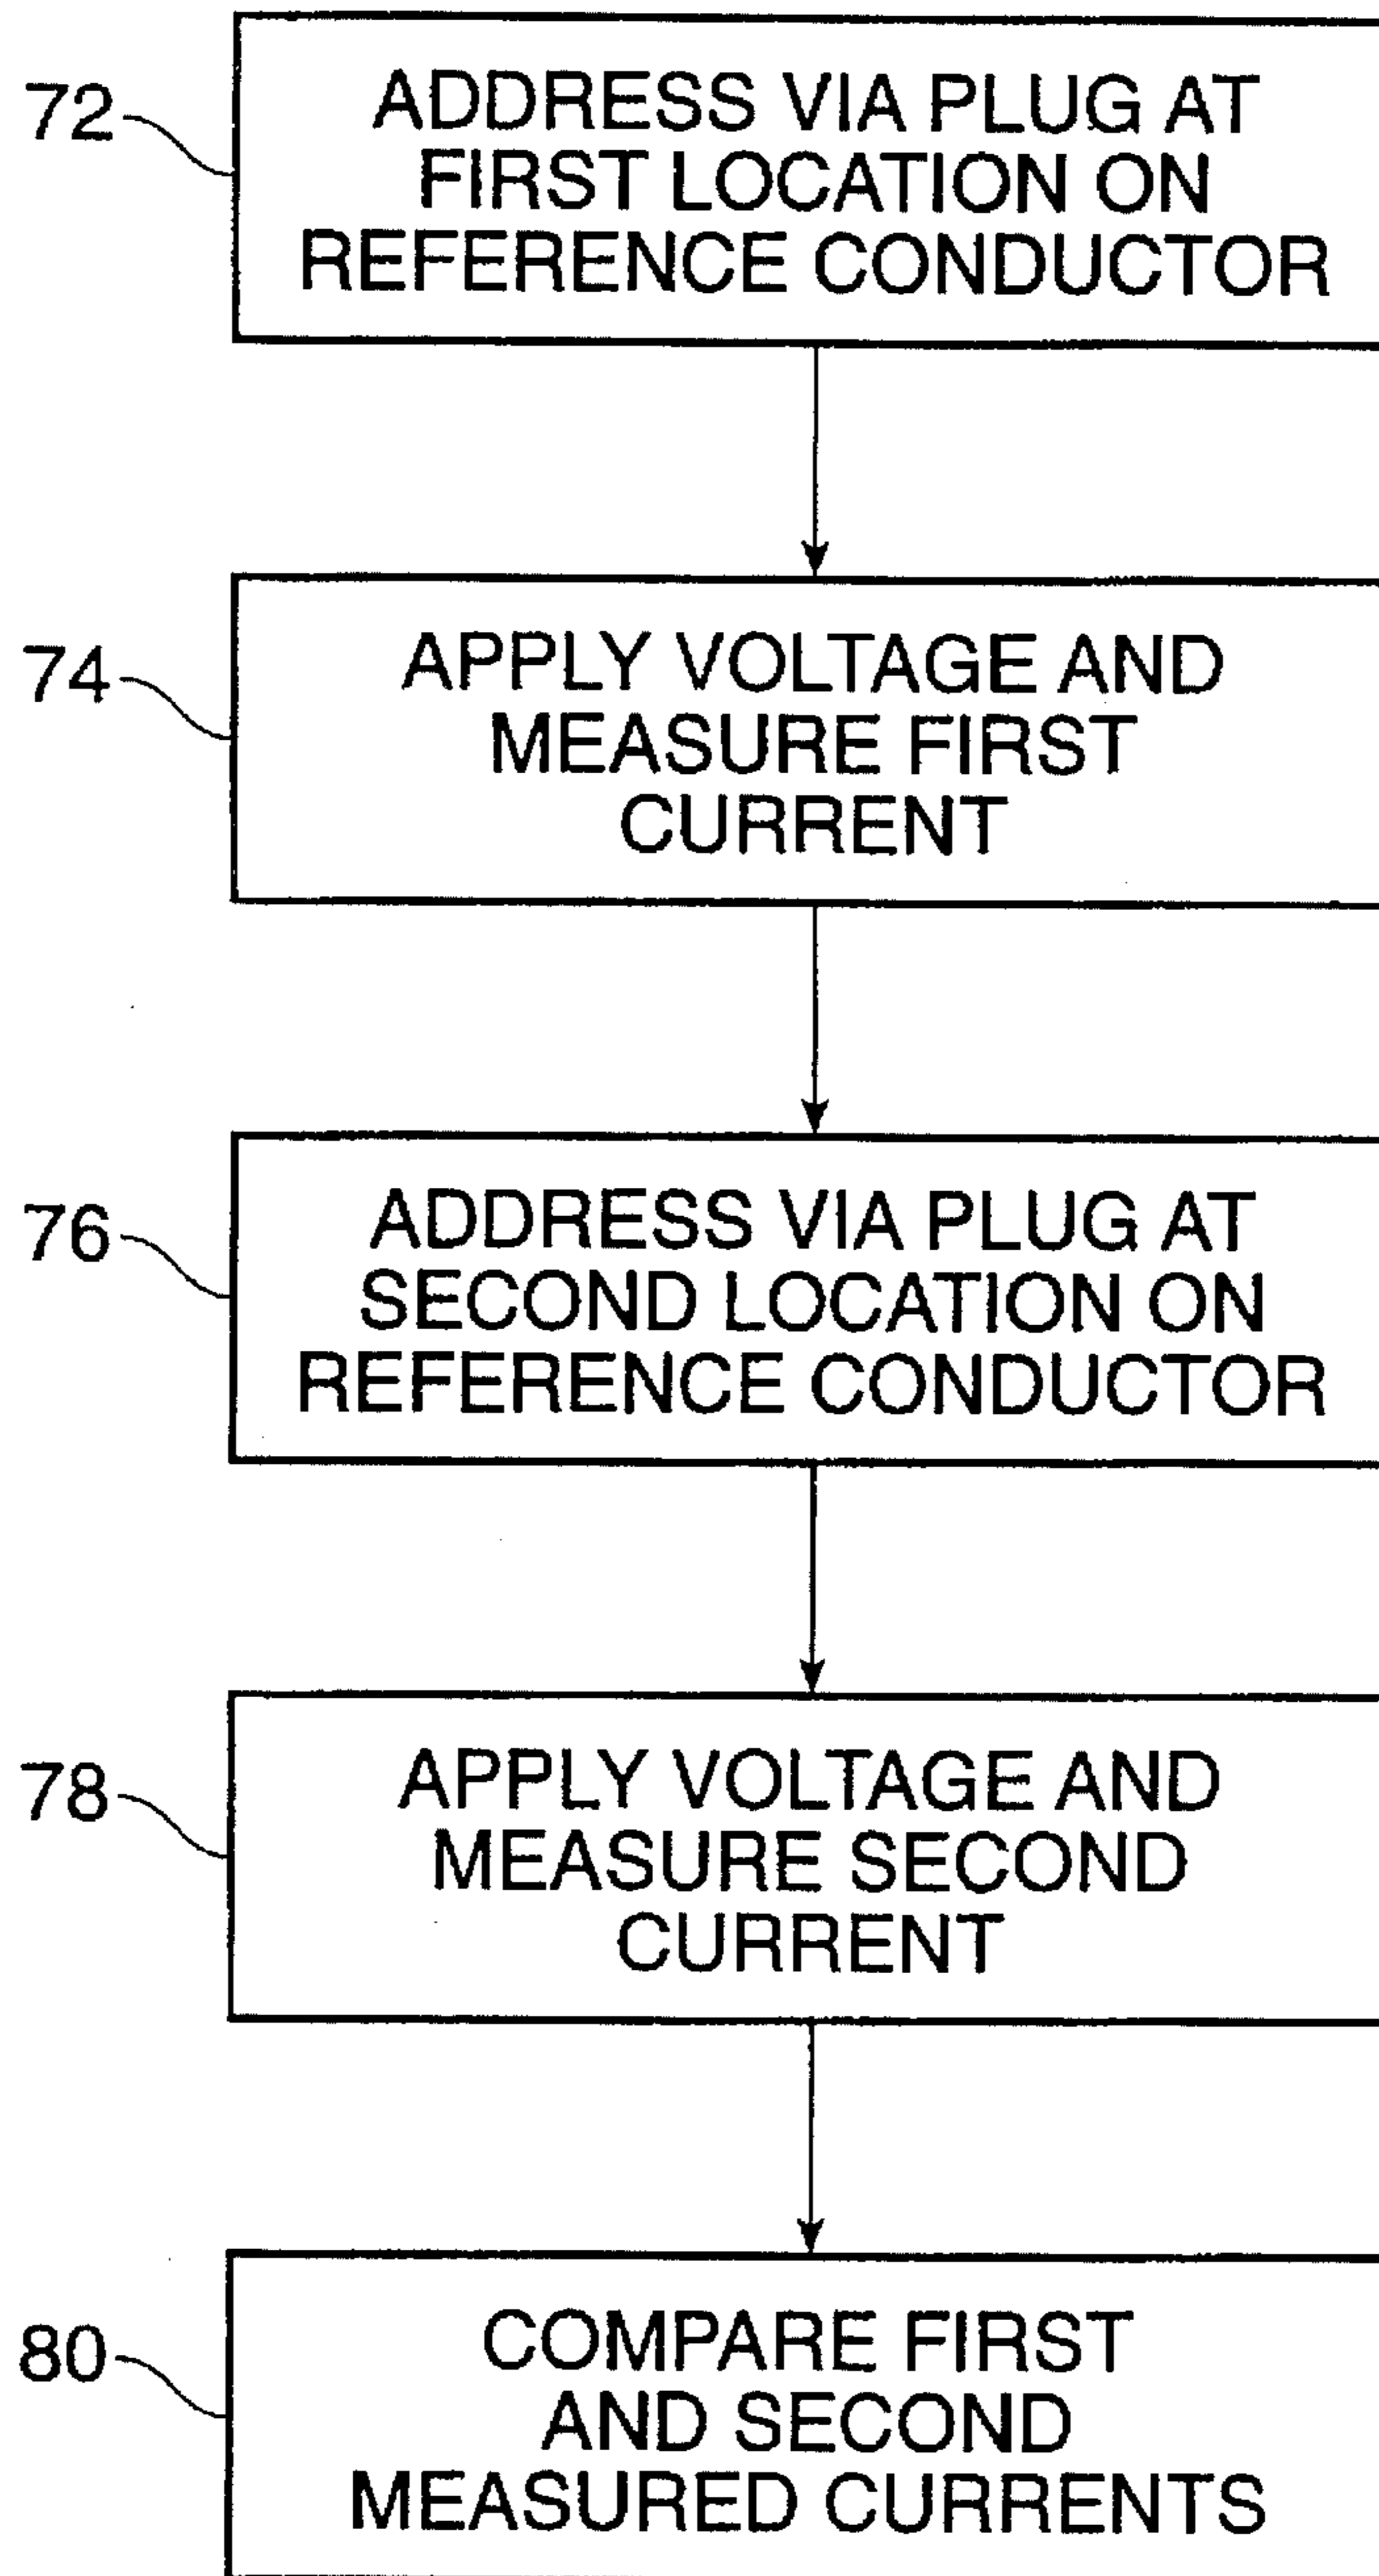 72
ADDRESS VIA PLUG AT
FIRST LOCATION ON
REFERENCE CONDUCTOR
74
APPLY VOLTAGE AND
MEASURE FIRST
CURRENT
76
ADDRESS VIA PLUG AT
SECOND LOCATION ON
REFERENCE CONDUCTOR
78
APPLY VOLTAGE AND
MEASURE SECOND
CURRENT
80
COMPARE FIRST
AND SECOND
MEASURED CURRENTS